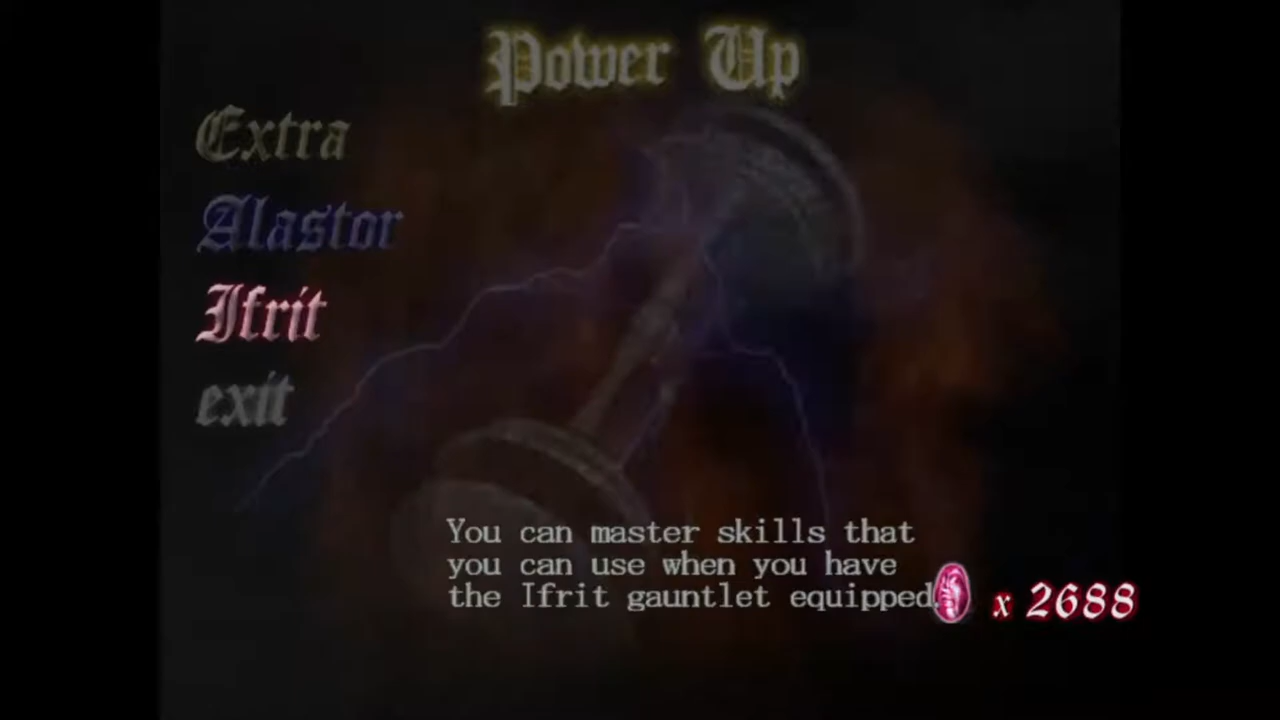 Power Up
Extra
Alastor
Ifrit
exit
You can master skills that
you can use when you have
the Ifrit gauntlet equipped.
x 2688